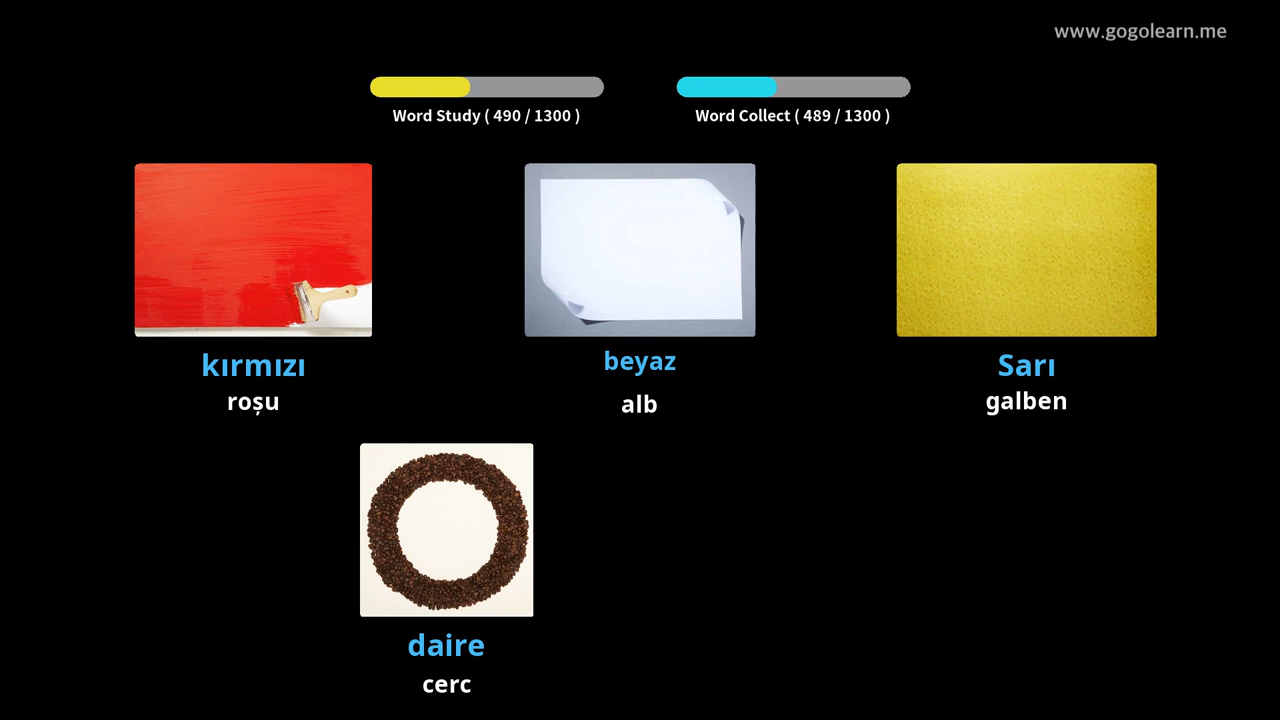 www.gogolearn.me
Word Study ( 490 / 1300 )
Word Collect ( 489 / 1300 )
kırmızı
roșu
beyaz
alb
Sarı
galben
daire
cerc